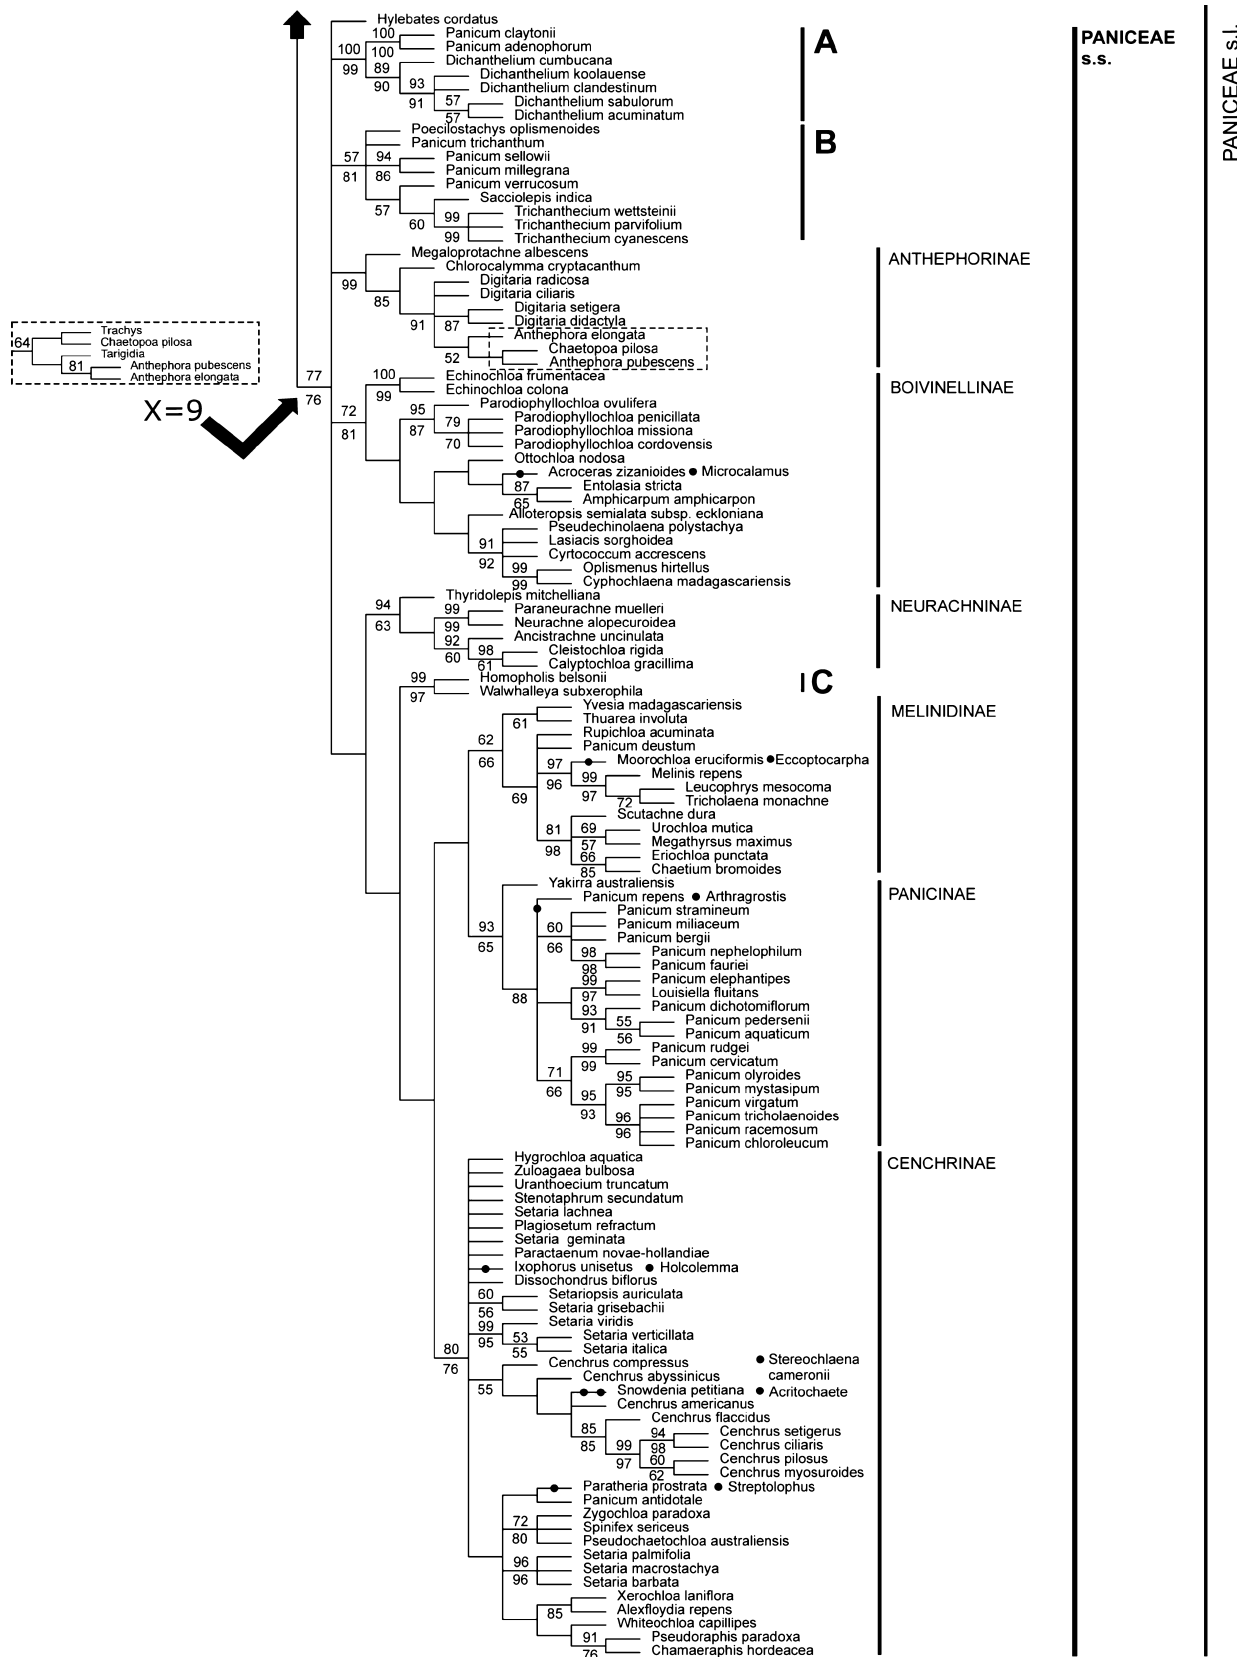 Hylebates cordatus
100 Panicum claytonii
A
PANICEAE
s.s.
PANICEAE s.l.
100 100 Panicum adenophorum
99 89 Dichanthelium cumbucana
90 93 Dichanthelium koolauense
Dichanthelium clandestinum
91 57 Dichanthelium sabulorum
57 Dichanthelium acuminatum
Poecilostachys oplismenoides
B
Panicum trichanthum
57 94 Panicum sellowii
81 86 Panicum millegrana
Panicum verrucosum
57 Sacciolepis indica
60 99 Trichanthecium wettsteinii
Trichanthecium parvifolium
99 Trichanthecium cyanescens
Megaloprotachne albescens
ANTHEPHORINAE
99 Chlorocalymma cryptacanthum
85 Digitaria radicosa
Digitaria ciliaris
Digitaria setigera
91 87 Digitaria didactyla
Anthephora elongata
52 Chaetopoa pilosa
Anthephora pubescens
Trachys
64 Chaetopoa pilosa
Tarigidia
81 Anthephora pubescens
Anthephora elongata
X=9
77
76
100 Echinochloa frumentacea
BOIVINELLINAE
99 Echinochloa colona
72 95 Parodiophyllochloa ovulifera
81 87 79 Parodiophyllochloa penicillata
Parodiophyllochloa missiona
70 Parodiophyllochloa cordovensis
Ottochloa nodosa
Acroceras zizanioides ● Microcalamus
87 Entolasia stricta
65 Amphicarpum amphicarpon
Alloteropsis semialata subsp. eckloniana
Pseudechinolaena polystachya
91 Lasiacis sorghoidea
92 Cyrtococcum accrescens
99 Oplismenus hirtellus
99 Cyphochlaena madagascariensis
94 Thyridolepis mitchelliana
NEURACHNINAE
63 99 Paraneurachne muelleri
99 Neurachne alopecuroidea
92 Ancistrachne uncinulata
60 98 Cleistochloa rigida
61 Calyptochloa gracillima
99 Homopholis belsonii
C
97 Walwhalleya subxerophila
Yvesia madagascariensis
MELINIDINAE
61 Thuarea involuta
62 Rupichloa acuminata
66 Panicum deustum
97 Moorochloa eruciformis ●Eccoptocarpha
96 99 Melinis repens
69 97 Leucophrys mesocoma
72 Tricholaena monachne
Scutachne dura
81 69 Urochloa mutica
98 57 Megathyrsus maximus
66 Eriochloa punctata
85 Chaetium bromoides
Yakirra australiensis
PANICINAE
Panicum repens ● Arthragrostis
93 Panicum stramineum
65 60 Panicum miliaceum
66 Panicum bergii
98 Panicum nephelophilum
98 Panicum fauriei
99 Panicum elephantipes
88 97 Louisiella fluitans
93 Panicum dichotomiflorum
91 55 Panicum pedersenii
56 Panicum aquaticum
99 Panicum rudgei
99 Panicum cervicatum
71 95 Panicum olyroides
66 95 95 Panicum mystasipum
93 Panicum virgatum
96 Panicum tricholaenoides
96 Panicum racemosum
Panicum chloroleucum
Hygrochloa aquatica
CENCHRINAE
Zuloagaea bulbosa
Uranthoecium truncatum
Stenotaphrum secundatum
Setaria lachnea
Plagiosetum refractum
Setaria geminata
Paractaenum novae-hollandiae
Ixophorus unisetus ● Holcolemma
Dissochondrus biflorus
60 Setariopsis auriculata
56 Setaria grisebachii
99 Setaria viridis
95 53 Setaria verticillata
80 55 Setaria italica
76 Cenchrus compressus
● Stereochlaena
cameronii
55 Cenchrus abyssinicus
Snowdenia petitiana ● Acritochaete
Cenchrus americanus
85 Cenchrus flaccidus
85 99 94 Cenchrus setigerus
97 98 Cenchrus ciliaris
60 Cenchrus pilosus
62 Cenchrus myosuroides
Paratheria prostrata ● Streptolophus
Panicum antidotale
72 Zygochloa paradoxa
Spinifex sericeus
80 Pseudochaetochloa australiensis
96 Setaria palmifolia
Setaria macrostachya
96 Setaria barbata
Xerochloa laniflora
85 Alexfloydia repens
Whiteochloa capillipes
91 Pseudoraphis paradoxa
76 Chamaeraphis hordeacea